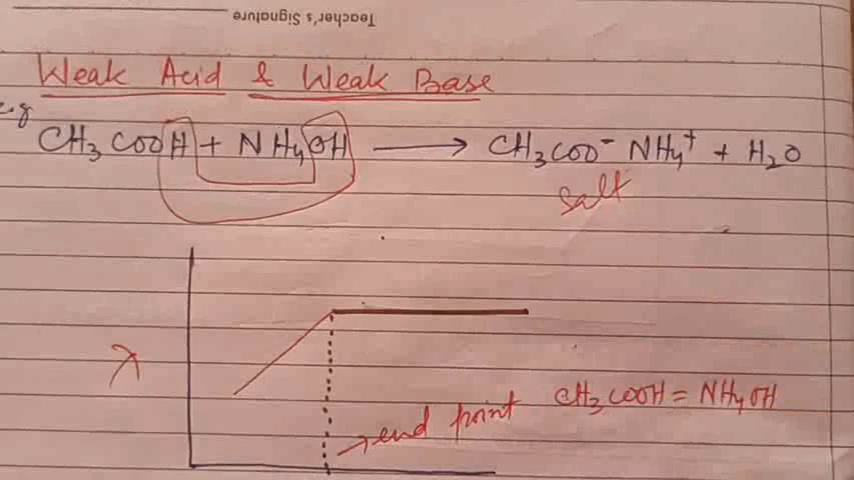 Teacher's Signature
Weak Acid & Weak Base
e.g
CH3COOH + NH4OH → CH3COO- NH4+ + H2O
salt
λ
CH3COOH = NH4OH
→ end point